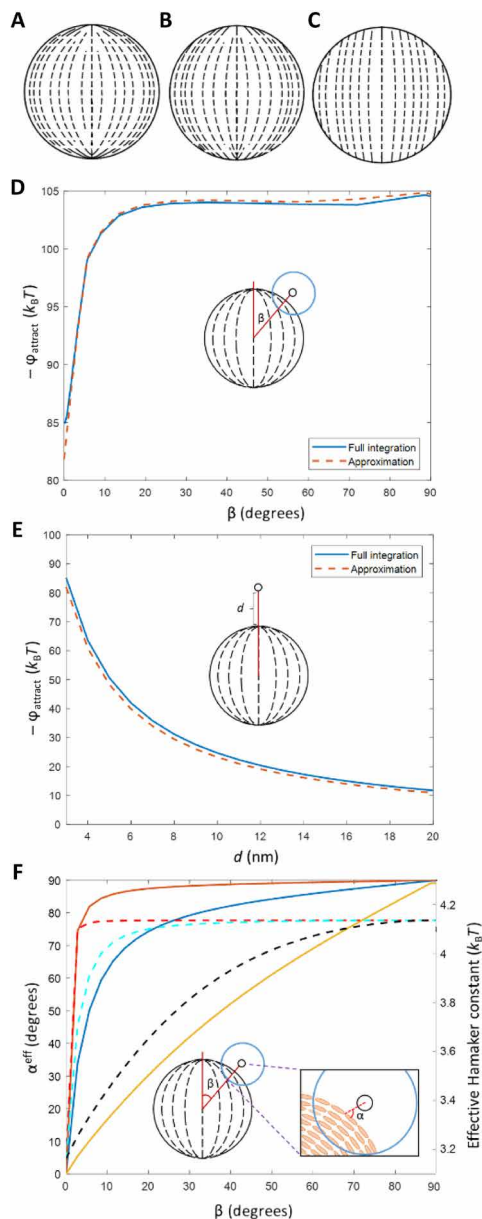 A B C
D
105
100
95
90
85
80
− φattract (kBT)
β
Full integration
Approximation
0 10 20 30 40 50 60 70 80 90
β (degrees)
E
100
90
80
70
60
50
40
30
20
10
0
− φattract (kBT)
Full integration
Approximation
d
4 6 8 10 12 14 16 18 20
d (nm)
F
90
80
70
60
50
40
30
20
10
0
αeff (degrees)
4.2
4
3.8
3.6
3.4
3.2
Effective Hamaker constant (kBT)
β
α
0 10 20 30 40 50 60 70 80 90
β (degrees)